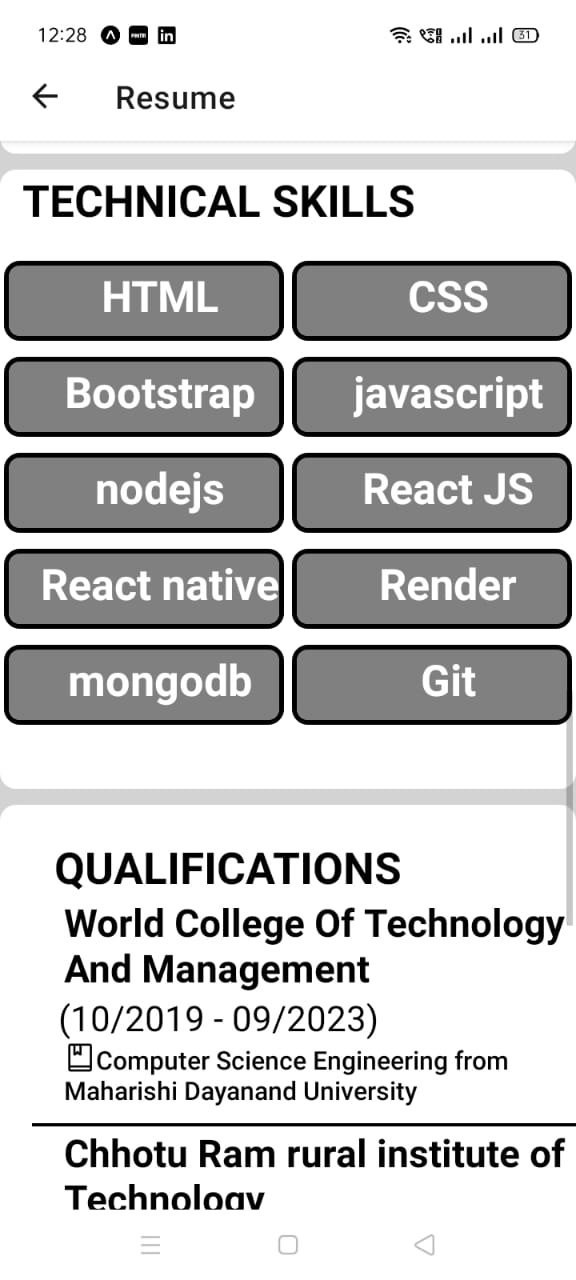 12:28
31
Resume
TECHNICAL SKILLS
HTML
CSS
Bootstrap
javascript
nodejs
React JS
React native
Render
mongodb
Git
QUALIFICATIONS
World College Of Technology
And Management
(10/2019 - 09/2023)
Computer Science Engineering from
Maharishi Dayanand University
Chhotu Ram rural institute of
Technology